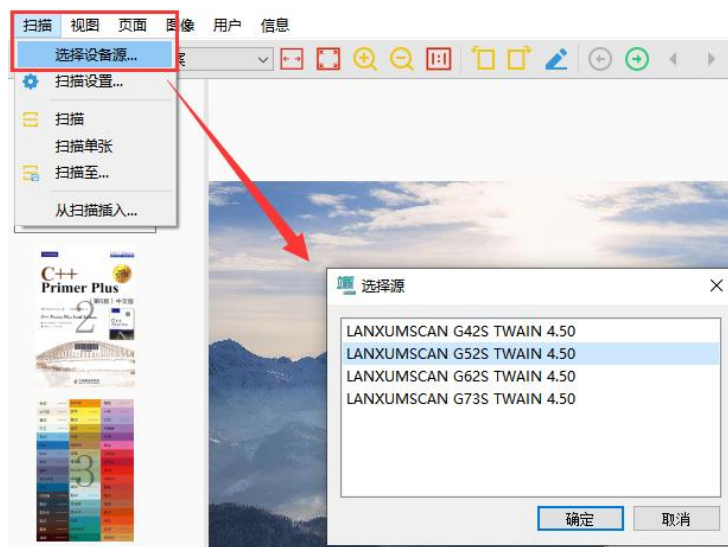 扫描 视图 页面 图像 用户 信息
选择设备源...
扫描设置...
扫描
扫描单张
扫描至...
从扫描插入...
C++
Primer Plus
中文版
2
3
选择源
LANXUMSCAN G42S TWAIN 4.50
LANXUMSCAN G52S TWAIN 4.50
LANXUMSCAN G62S TWAIN 4.50
LANXUMSCAN G73S TWAIN 4.50
确定 取消